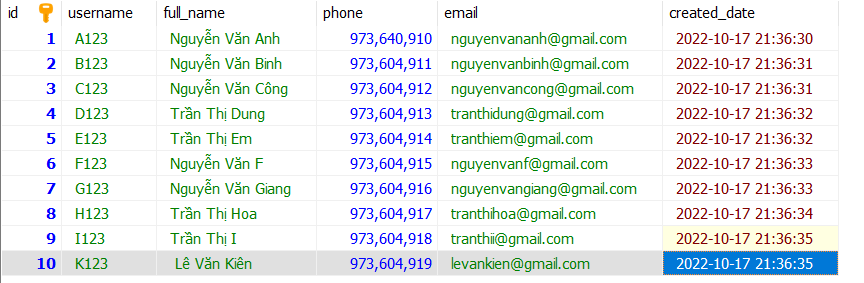 id username full_name phone email created_date
1 A123 Nguyễn Văn Anh 973,640,910 nguyenvananh@gmail.com 2022-10-17 21:36:30
2 B123 Nguyễn Văn Binh 973,604,911 nguyenvanbinh@gmail.com 2022-10-17 21:36:31
3 C123 Nguyễn Văn Công 973,604,912 nguyenvancong@gmail.com 2022-10-17 21:36:31
4 D123 Trần Thị Dung 973,604,913 tranthidung@gmail.com 2022-10-17 21:36:32
5 E123 Trần Thị Em 973,604,914 tranthiem@gmail.com 2022-10-17 21:36:32
6 F123 Nguyễn Văn F 973,604,915 nguyenvanf@gmail.com 2022-10-17 21:36:33
7 G123 Nguyễn Văn Giang 973,604,916 nguyenvangiang@gmail.com 2022-10-17 21:36:33
8 H123 Trần Thị Hoa 973,604,917 tranthihoa@gmail.com 2022-10-17 21:36:34
9 I123 Trần Thị I 973,604,918 tranthii@gmail.com 2022-10-17 21:36:35
10 K123 Lê Văn Kiên 973,604,919 levankien@gmail.com 2022-10-17 21:36:35